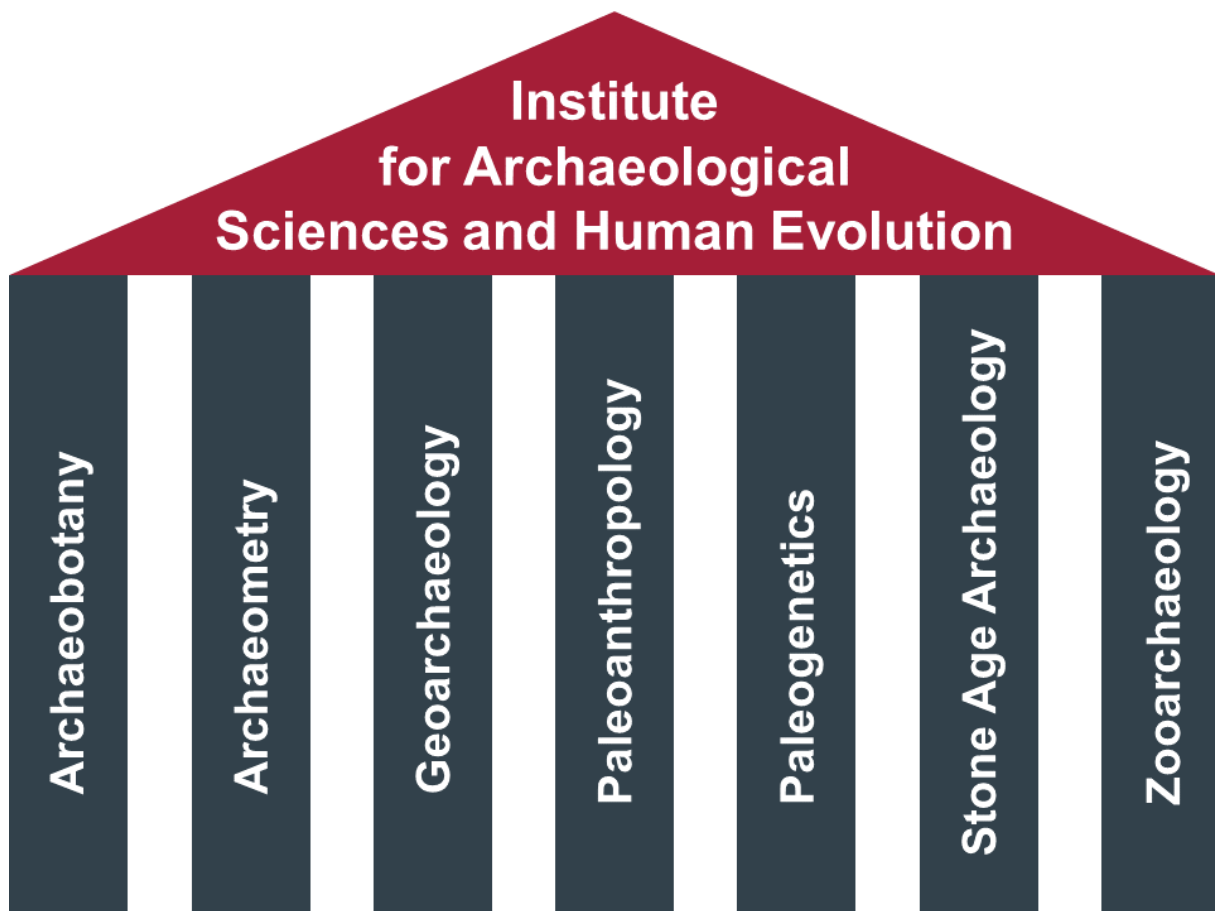 Institute
for Archaeological
Sciences and Human Evolution
Archaeobotany
Archaeometry
Geoarchaeology
Paleoanthropology
Paleogenetics
Stone Age Archaeology
Zooarchaeology